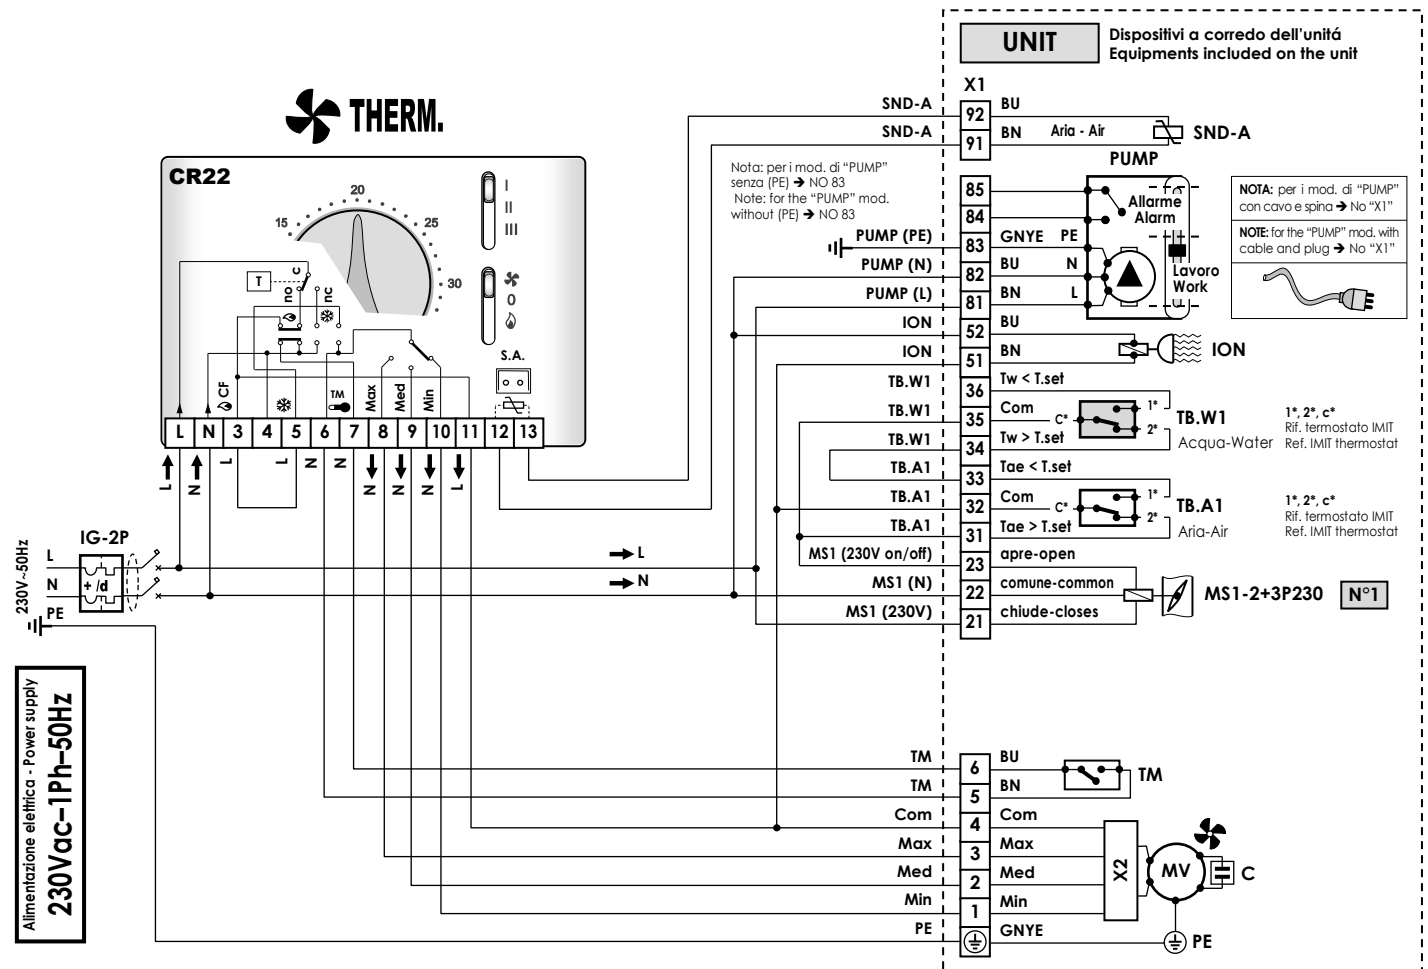 UNIT
Dispositivi a corredo dell'unitá
Equipments included on the unit
THERM.
CR22
15
20
25
30
I
II
III
0
S.A.
T
c
no
nc
CF
TM
Max
Med
Min
L
N
3
4
5
6
7
8
9
10
11
12
13
L
N
L
L
N
N
N
N
N
L
Nota: per i mod. di "PUMP"
senza (PE) ➔ NO 83
Note: for the "PUMP" mod.
without (PE) ➔ NO 83
X1
SND-A 92 BU
SND-A 91 BN Aria - Air SND-A
PUMP
85
84
Allarme
Alarm
PUMP (PE) 83 GNYE PE
PUMP (N) 82 BU N
PUMP (L) 81 BN L
Lavoro
Work
NOTA: per i mod. di "PUMP"
con cavo e spina ➔ No "X1"
NOTE: for the "PUMP" mod. with
cable and plug ➔ No "X1"
ION 52 BU
ION 51 BN ION
TB.W1 36 Tw < T.set 1*
TB.W1 35 Com C* 2*
TB.W1 34 Tw > T.set
TB.W1
Acqua-Water
1*, 2*, c*
Rif. termostato IMIT
Ref. IMIT thermostat
TB.A1 33 Tae < T.set 1*
TB.A1 32 Com C* 2*
TB.A1 31 Tae > T.set
TB.A1
Aria-Air
1*, 2*, c*
Rif. termostato IMIT
Ref. IMIT thermostat
MS1 (230V on/off) 23 apre-open
MS1 (N) 22 comune-common MS1-2+3P230 N°1
MS1 (230V) 21 chiude-closes
IG-2P
230V~50Hz
L
N
PE
+ /d
L
N
Alimentazione elettrica - Power supply
230Vac–1Ph–50Hz
TM 6 BU
TM 5 BN TM
Com 4 Com
Max 3 Max
Med 2 Med
Min 1 Min
X2
MV
C
PE GNYE PE